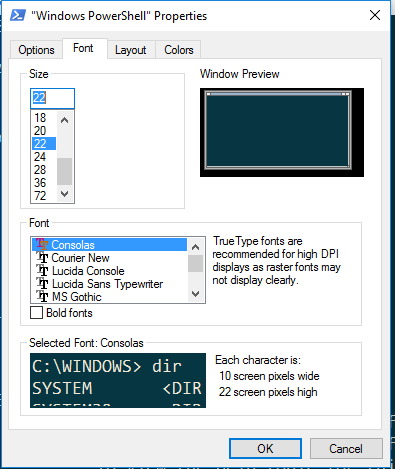 "Windows PowerShell" Properties
Options Font Layout Colors
Size
22
18
20
22
24
28
36
72
Window Preview
Font
Consolas
Courier New
Lucida Console
Lucida Sans Typewriter
MS Gothic
Bold fonts
TrueType fonts are
recommended for high DPI
displays as raster fonts may
not display clearly.
Selected Font: Consolas
C:\WINDOWS> dir
SYSTEM <DIR
Each character is:
10 screen pixels wide
22 screen pixels high
OK Cancel